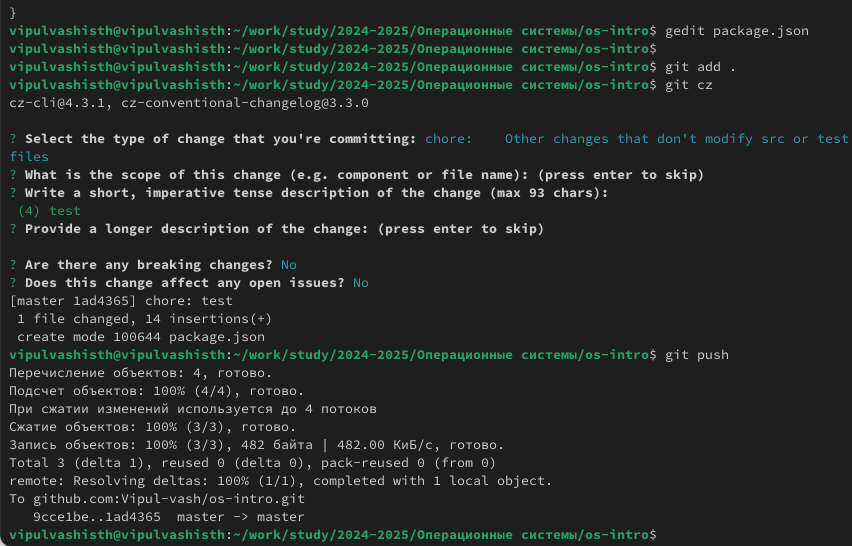 }
vipulvashisth@vipulvashisth:~/work/study/2024-2025/Операционные системы/os-intro$ gedit package.json
vipulvashisth@vipulvashisth:~/work/study/2024-2025/Операционные системы/os-intro$
vipulvashisth@vipulvashisth:~/work/study/2024-2025/Операционные системы/os-intro$ git add .
vipulvashisth@vipulvashisth:~/work/study/2024-2025/Операционные системы/os-intro$ git cz
cz-cli@4.3.1, cz-conventional-changelog@3.3.0
? Select the type of change that you're committing: chore:    Other changes that don't modify src or test
files
? What is the scope of this change (e.g. component or file name): (press enter to skip)
? Write a short, imperative tense description of the change (max 93 chars):
 (4) test
? Provide a longer description of the change: (press enter to skip)
? Are there any breaking changes? No
? Does this change affect any open issues? No
[master 1ad4365] chore: test
 1 file changed, 14 insertions(+)
 create mode 100644 package.json
vipulvashisth@vipulvashisth:~/work/study/2024-2025/Операционные системы/os-intro$ git push
Перечисление объектов: 4, готово.
Подсчет объектов: 100% (4/4), готово.
При сжатии изменений используется до 4 потоков
Сжатие объектов: 100% (3/3), готово.
Запись объектов: 100% (3/3), 482 байта | 482.00 КиБ/с, готово.
Total 3 (delta 1), reused 0 (delta 0), pack-reused 0 (from 0)
remote: Resolving deltas: 100% (1/1), completed with 1 local object.
To github.com:Vipul-vash/os-intro.git
   9cce1be..1ad4365  master -> master
vipulvashisth@vipulvashisth:~/work/study/2024-2025/Операционные системы/os-intro$